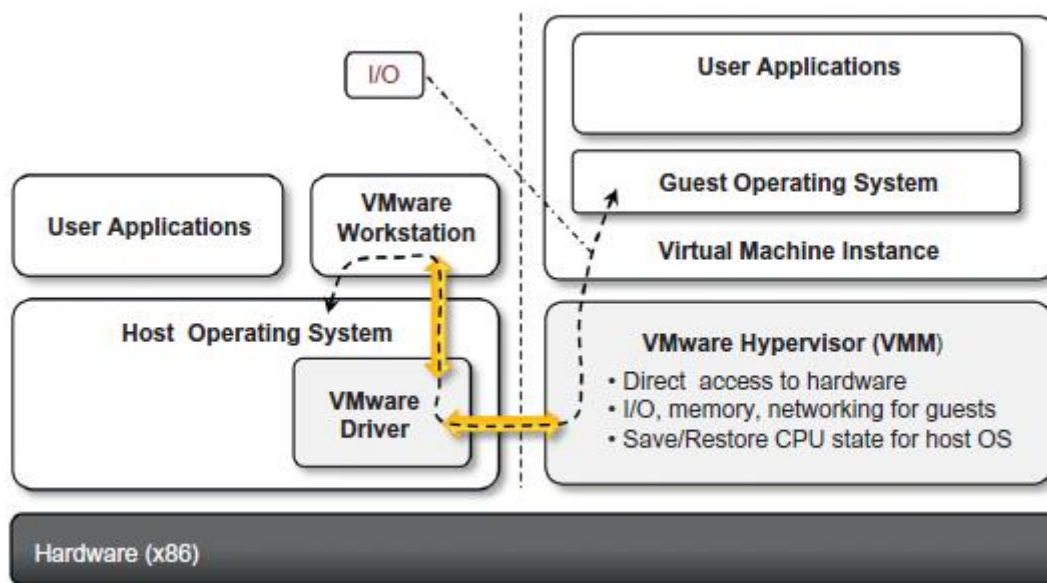 I/O
User Applications
VMware
Workstation
Host Operating System
VMware
Driver
User Applications
Guest Operating System
Virtual Machine Instance
VMware Hypervisor (VMM)
• Direct access to hardware
• I/O, memory, networking for guests
• Save/Restore CPU state for host OS
Hardware (x86)